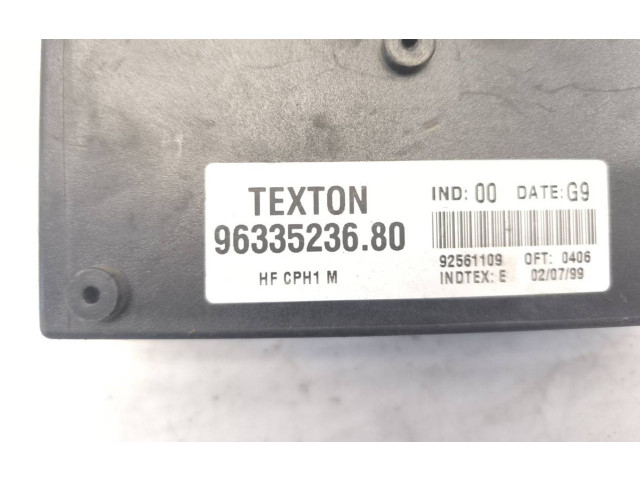 TEXTON
96335236.80
HF CPH1 M
IND: 00 DATE: G9
92561109 OFT: 0406
INDTEX: E 02/07/99